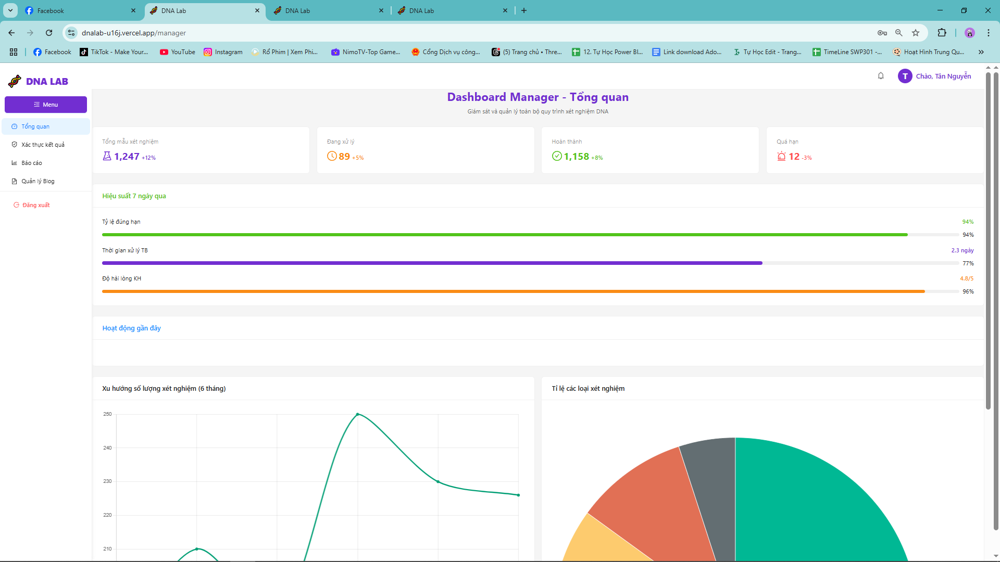 Facebook
DNA Lab
DNA Lab
DNA Lab
dnalab-u16j.vercel.app/manager
Facebook
TikTok - Make Your...
YouTube
Instagram
Rổ Phim | Xem Phi...
NimoTV-Top Game...
Cổng Dịch vụ công...
(5) Trang chủ • Thre...
12. Tự Học Power BI...
Link download Ado...
Tự Học Edit - Trang...
TimeLine SWP301 -...
Hoạt Hình Trung Qu...
DNA LAB
T Chào, Tân Nguyễn
Menu
Tổng quan
Xác thực kết quả
Báo cáo
Quản lý Blog
Đăng xuất
Dashboard Manager - Tổng quan
Giám sát và quản lý toàn bộ quy trình xét nghiệm DNA
Tổng mẫu xét nghiệm
1,247 +12%
Đang xử lý
89 +5%
Hoàn thành
1,158 +8%
Quá hạn
12 -3%
Hiệu suất 7 ngày qua
Tỷ lệ đúng hạn 94%
94%
Thời gian xử lý TB 2.3 ngày
77%
Độ hài lòng KH 4.8/5
96%
Hoạt động gần đây
Xu hướng số lượng xét nghiệm (6 tháng)
250
240
230
220
210
Tỉ lệ các loại xét nghiệm